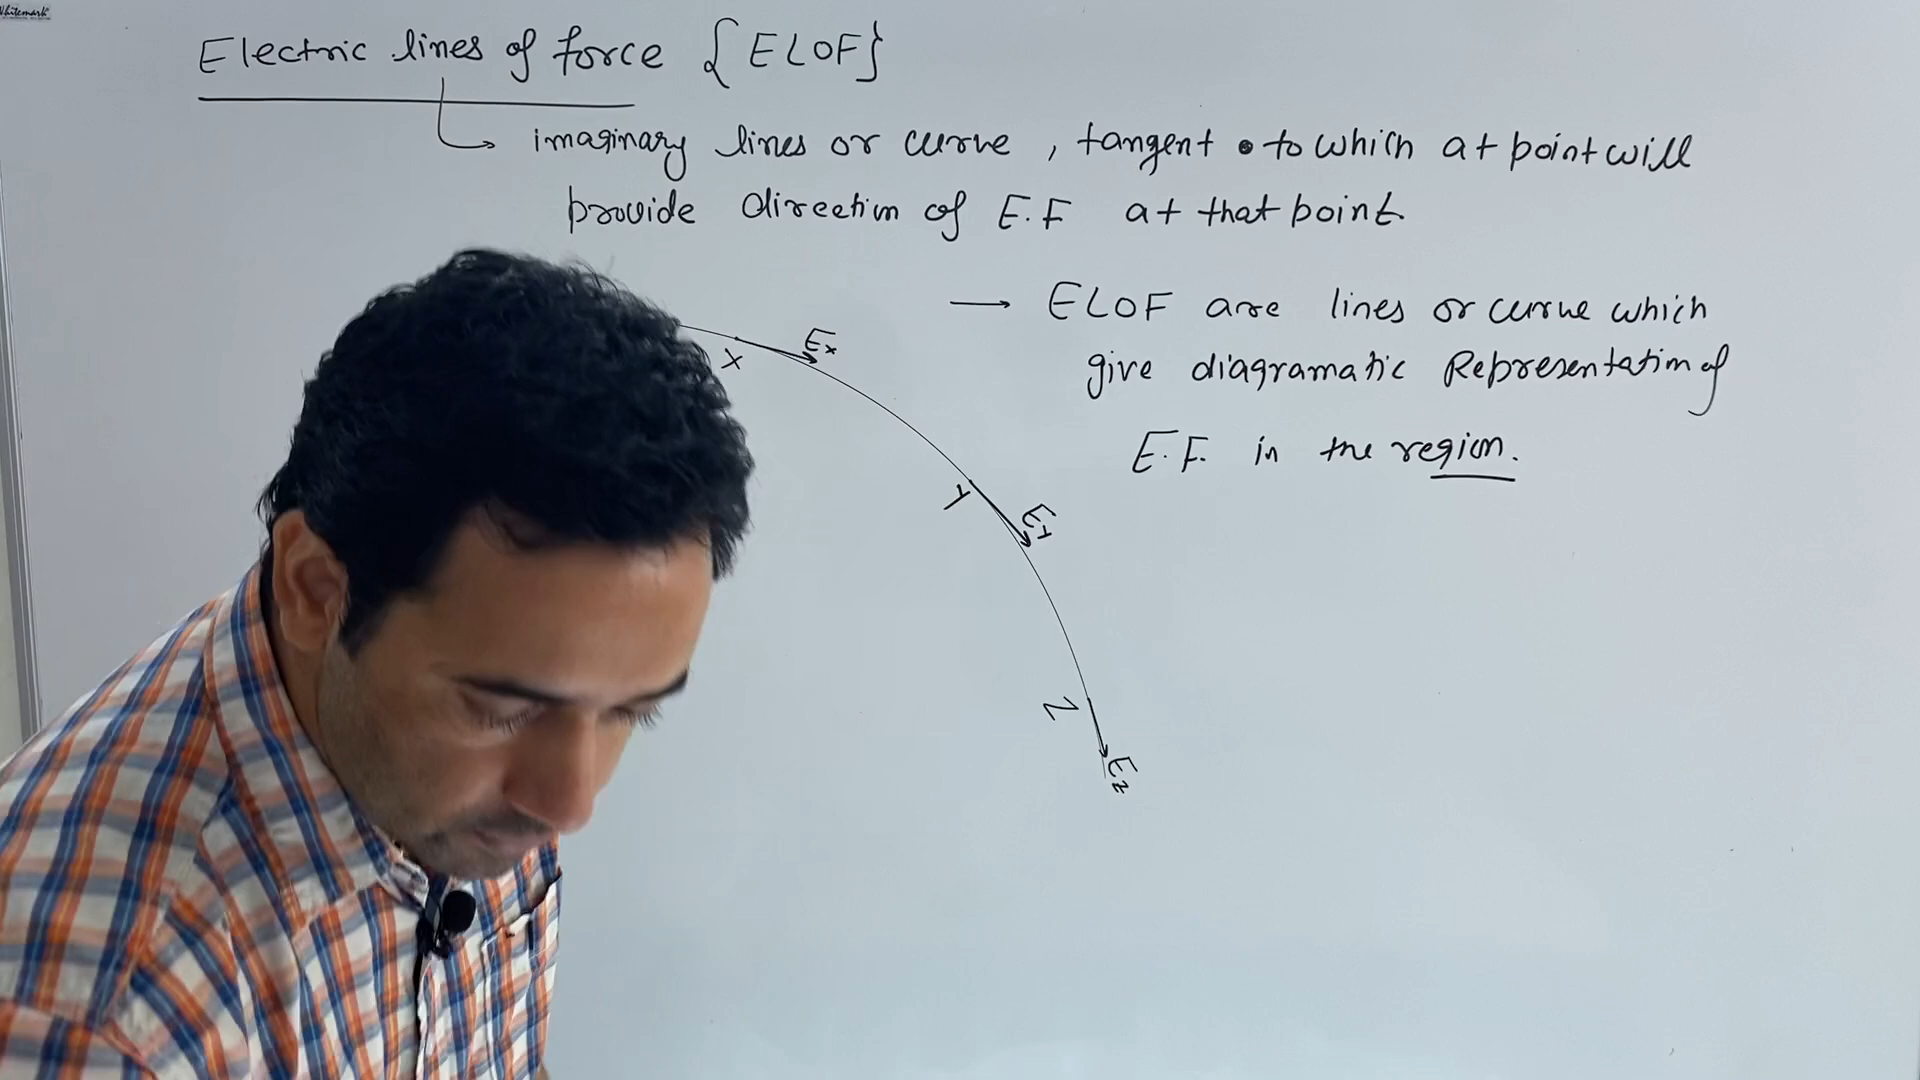 Whitemark
Electric lines of force {ELOF}
imaginary lines or curve, tangent to which at point will
provide direction of E.F at that point.
→ ELOF are lines or curve which
give diagramatic Representation of
E.F. in the region.
X
Ex
Y
EY
Z
Ez